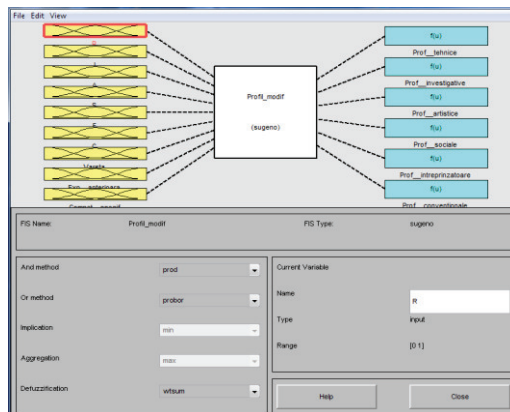 File Edit View
f(u)
Prof__tehnice
f(u)
Prof__investigative
f(u)
Prof__artistice
f(u)
Prof__sociale
f(u)
Prof__intreprinzatoare
f(u)
Prof__conventionale
Profil_modif
(sugeno)
FIS Name: Profil_modif FIS Type: sugeno
And method prod
Or method probor
Implication min
Aggregation max
Defuzzification wtsum
Current Variable
Name R
Type input
Range [0 1]
Help Close